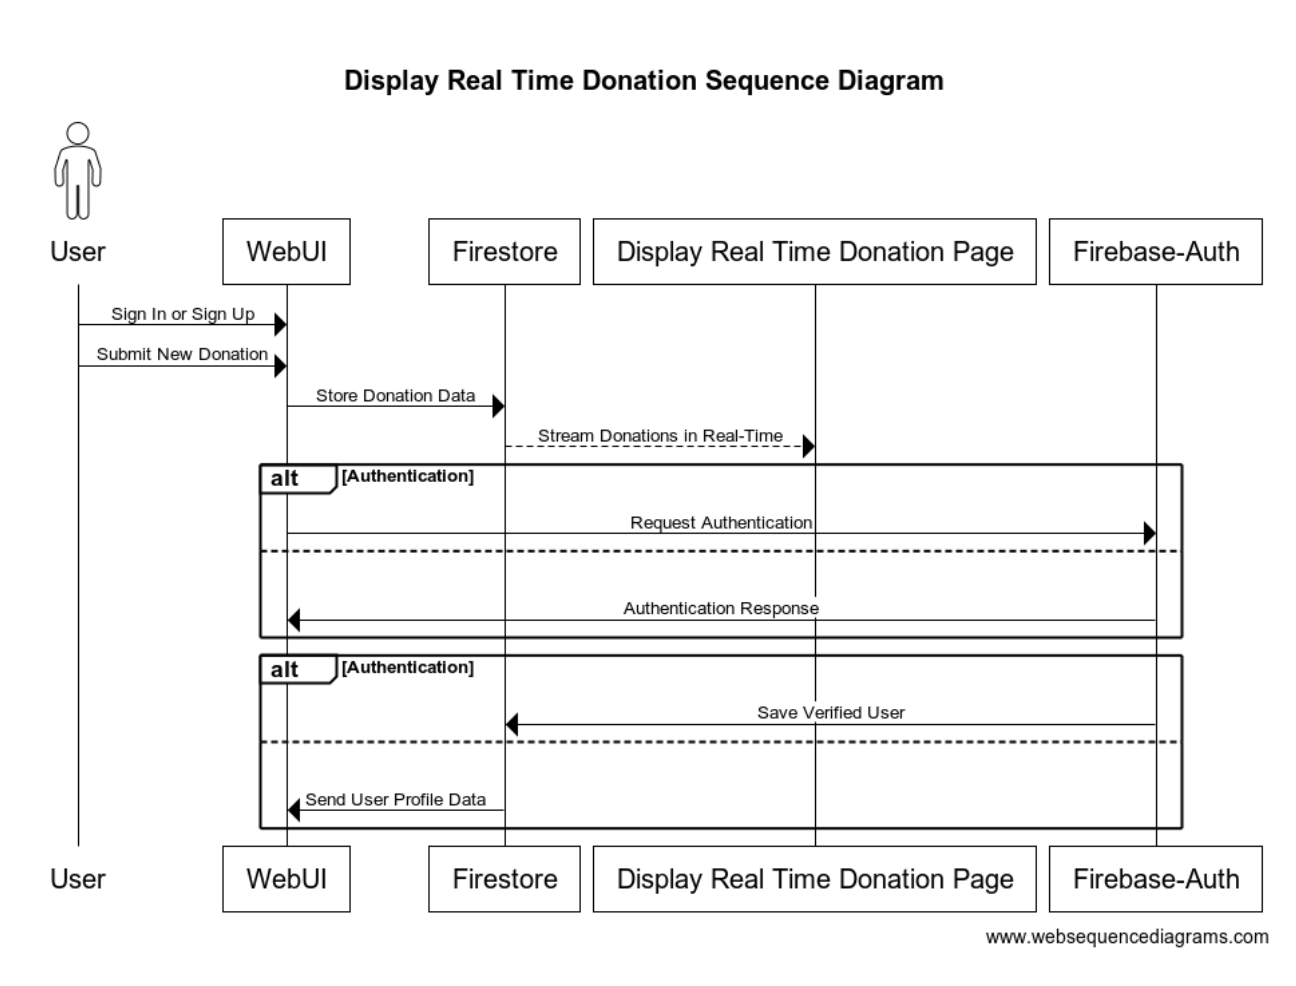 Display Real Time Donation Sequence Diagram
User
WebUI
Firestore
Display Real Time Donation Page
Firebase-Auth
Sign In or Sign Up
Submit New Donation
Store Donation Data
Stream Donations in Real-Time
alt [Authentication]
Request Authentication
Authentication Response
alt [Authentication]
Save Verified User
Send User Profile Data
User
WebUI
Firestore
Display Real Time Donation Page
Firebase-Auth
www.websequencediagrams.com